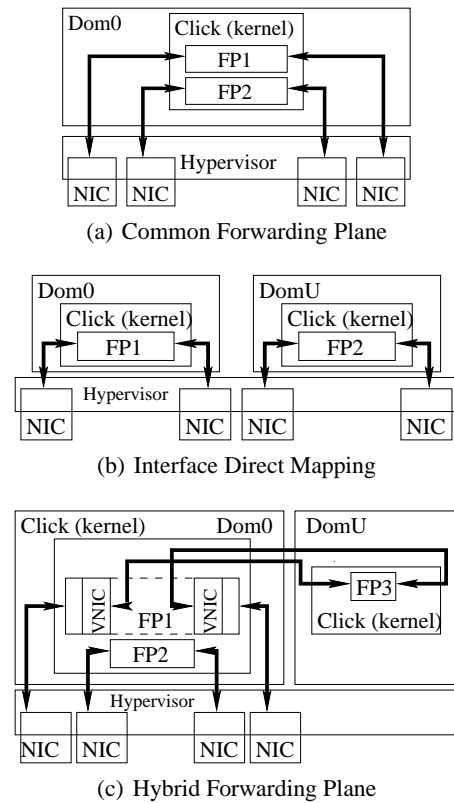 Dom0
Click (kernel)
FP1
FP2
Hypervisor
NIC NIC NIC NIC
(a) Common Forwarding Plane
Dom0 DomU
Click (kernel) Click (kernel)
FP1 FP2
Hypervisor
NIC NIC NIC NIC
(b) Interface Direct Mapping
Click (kernel) Dom0 DomU
VNIC VNIC
FP1
FP3
Click (kernel)
FP2
Hypervisor
NIC NIC NIC NIC
(c) Hybrid Forwarding Plane